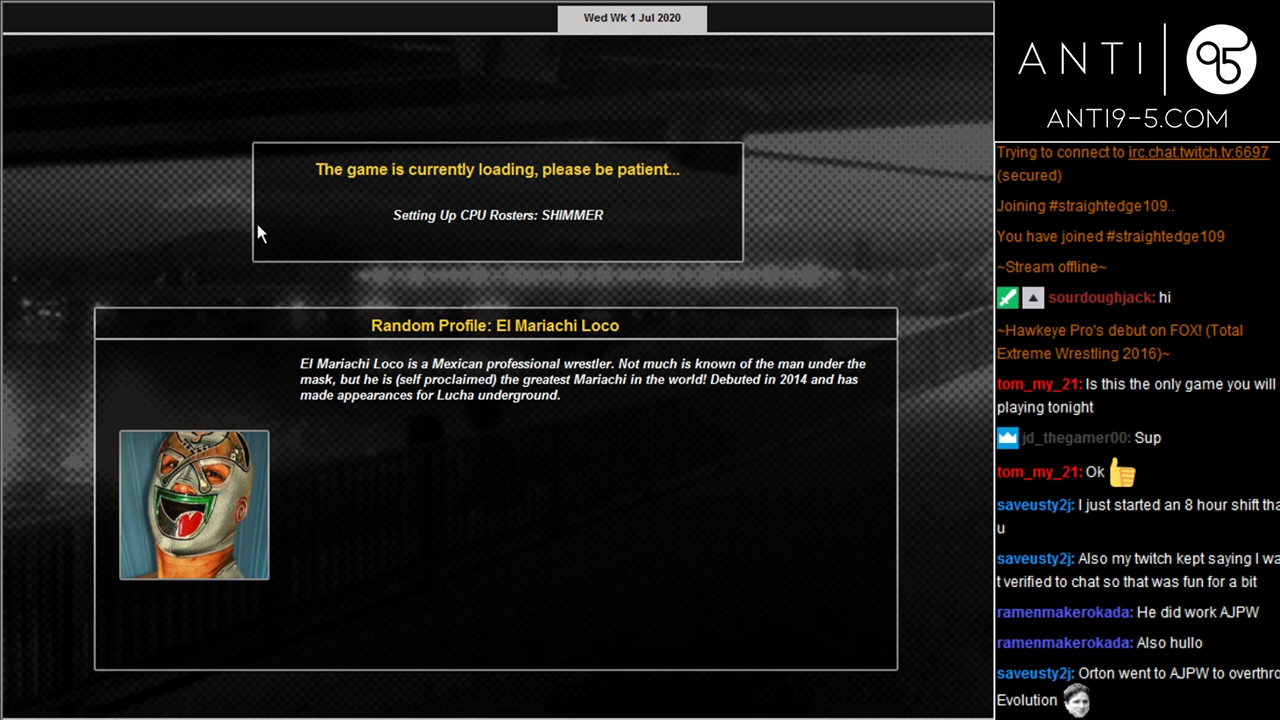 Wed Wk 1 Jul 2020
The game is currently loading, please be patient...
Setting Up CPU Rosters: SHIMMER
Random Profile: El Mariachi Loco
El Mariachi Loco is a Mexican professional wrestler. Not much is known of the man under the
mask, but he is (self proclaimed) the greatest Mariachi in the world! Debuted in 2014 and has
made appearances for Lucha underground.
ANTI 95
ANTI9-5.COM
Trying to connect to irc.chat.twitch.tv:6697
(secured)
Joining #straightedge109..
You have joined #straightedge109
~Stream offline~
sourdoughjack: hi
~Hawkeye Pro's debut on FOX! (Total
Extreme Wrestling 2016)~
tom_my_21: Is this the only game you will
playing tonight
jd_thegamer00: Sup
tom_my_21: Ok
saveusty2j: I just started an 8 hour shift tha
u
saveusty2j: Also my twitch kept saying I wa
t verified to chat so that was fun for a bit
ramenmakerokada: He did work AJPW
ramenmakerokada: Also hullo
saveusty2j: Orton went to AJPW to overthro
Evolution